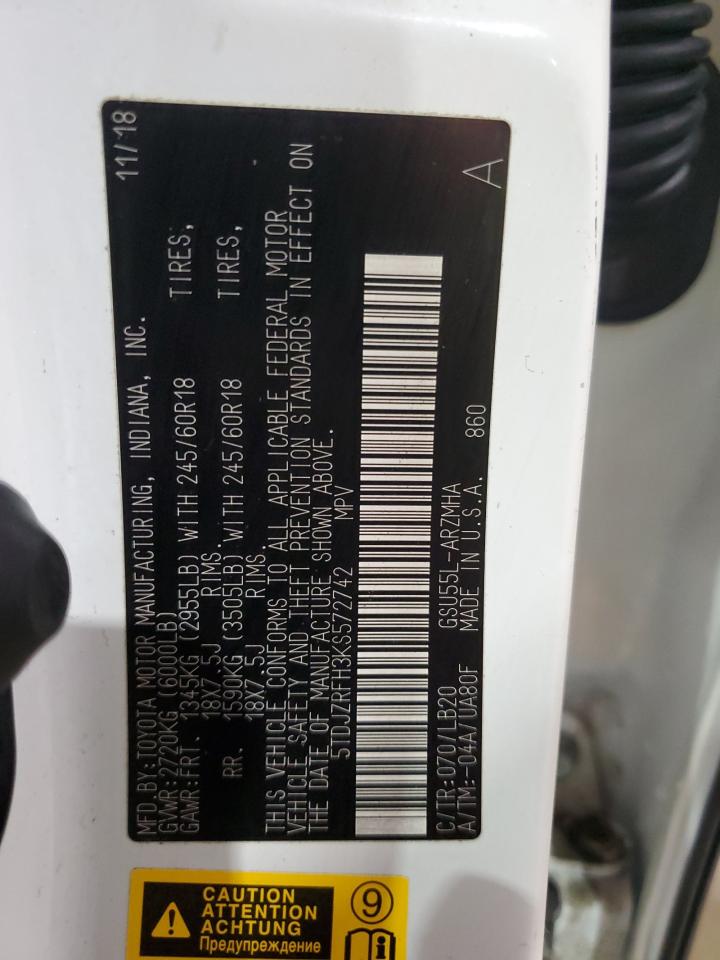 MFD.BY:TOYOTA MOTOR MANUFACTURING, INDIANA, INC. 11/18
GVWR:2720KG (6000LB)
GAWR:FRT. 1345KG (2955LB) WITH 245/60R18 TIRES,
18X7.5J RIMS.
RR. 1590KG (3505LB) WITH 245/60R18 TIRES,
18X7.5J RIMS.
THIS VEHICLE CONFORMS TO ALL APPLICABLE FEDERAL MOTOR
VEHICLE SAFETY AND THEFT PREVENTION STANDARDS IN EFFECT ON
THE DATE OF MANUFACTURE SHOWN ABOVE.
5TDJZRFH3KS572742 MPV
C/TR:070/LB20 GSU55L-ARZMHA
A/TM:-04A/UA80F MADE IN U.S.A. 860 A
CAUTION
ATTENTION
ACHTUNG
Предупреждение
9
i